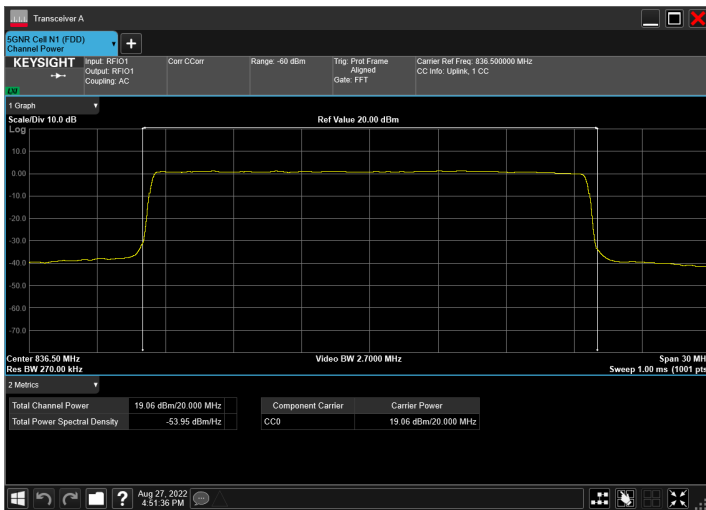 Transceiver A
5GNR Cell N1 (FDD)
Channel Power
KEYSIGHT
LXI
Input: RFIO1
Output: RFIO1
Coupling: AC
Corr CCorr
Range: -60 dBm
Trig: Prot Frame
Aligned
Gate: FFT
Carrier Ref Freq: 836.500000 MHz
CC Info: Uplink, 1 CC
1 Graph
Scale/Div 10.0 dB
Ref Value 20.00 dBm
Log
10.0
0.00
-10.0
-20.0
-30.0
-40.0
-50.0
-60.0
-70.0
Center 836.50 MHz
Video BW 2.7000 MHz
Span 30 MH
Res BW 270.00 kHz
Sweep 1.00 ms (1001 pts
2 Metrics
Total Channel Power 19.06 dBm/20.000 MHz
Total Power Spectral Density -53.95 dBm/Hz
Component Carrier Carrier Power
CC0 19.06 dBm/20.000 MHz
?
Aug 27, 2022
4:51:36 PM